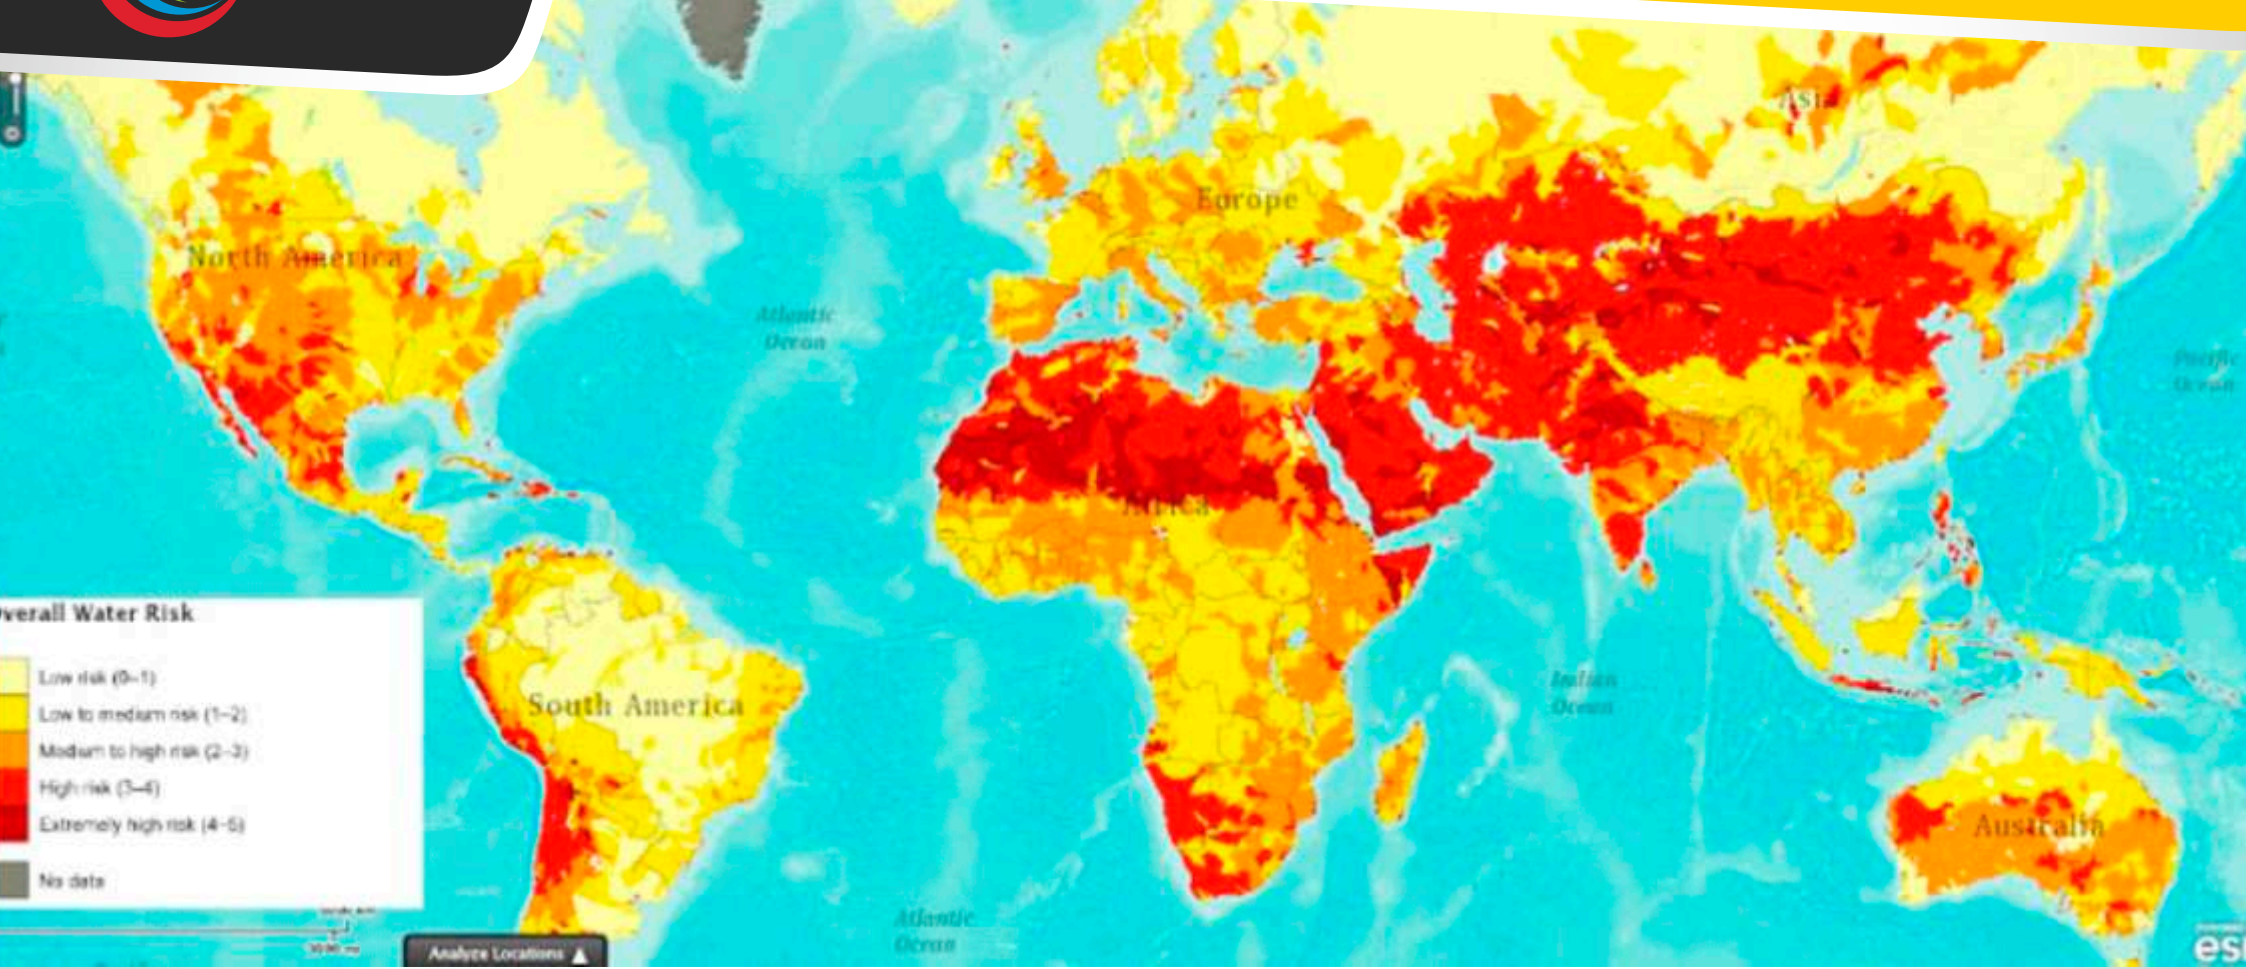 Asi
Europe
North America
Atlantic
Ocean
Pacific
Ocean
Africa
verall Water Risk
Low risk (0–1)
Low to medium risk (1–2)
Medium to high risk (2–3)
High risk (3–4)
Extremely high risk (4–5)
No data
South America
Indian
Ocean
Australia
Atlantic
Ocean
Analyze Locations
es